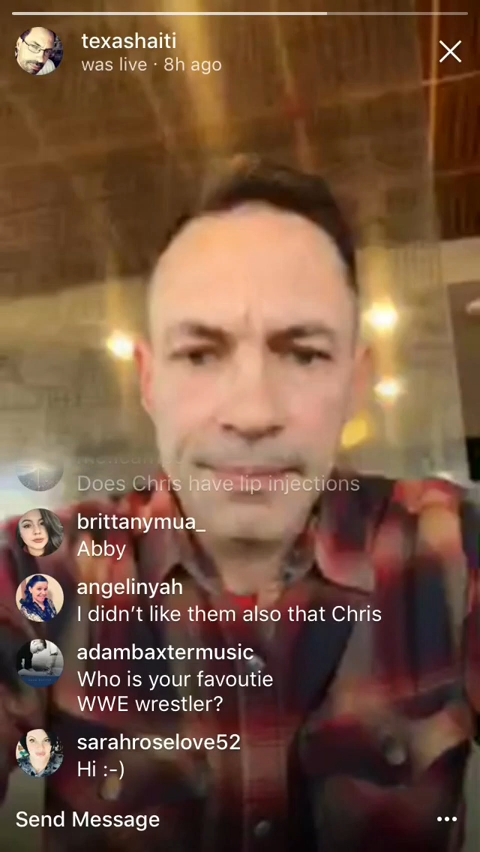 texashaiti
was live · 8h ago
Does Chris have lip injections
brittanymua_
Abby
angelinyah
I didn't like them also that Chris
adambaxtermusic
Who is your favoutie
WWE wrestler?
sarahroselove52
Hi :-)
Send Message